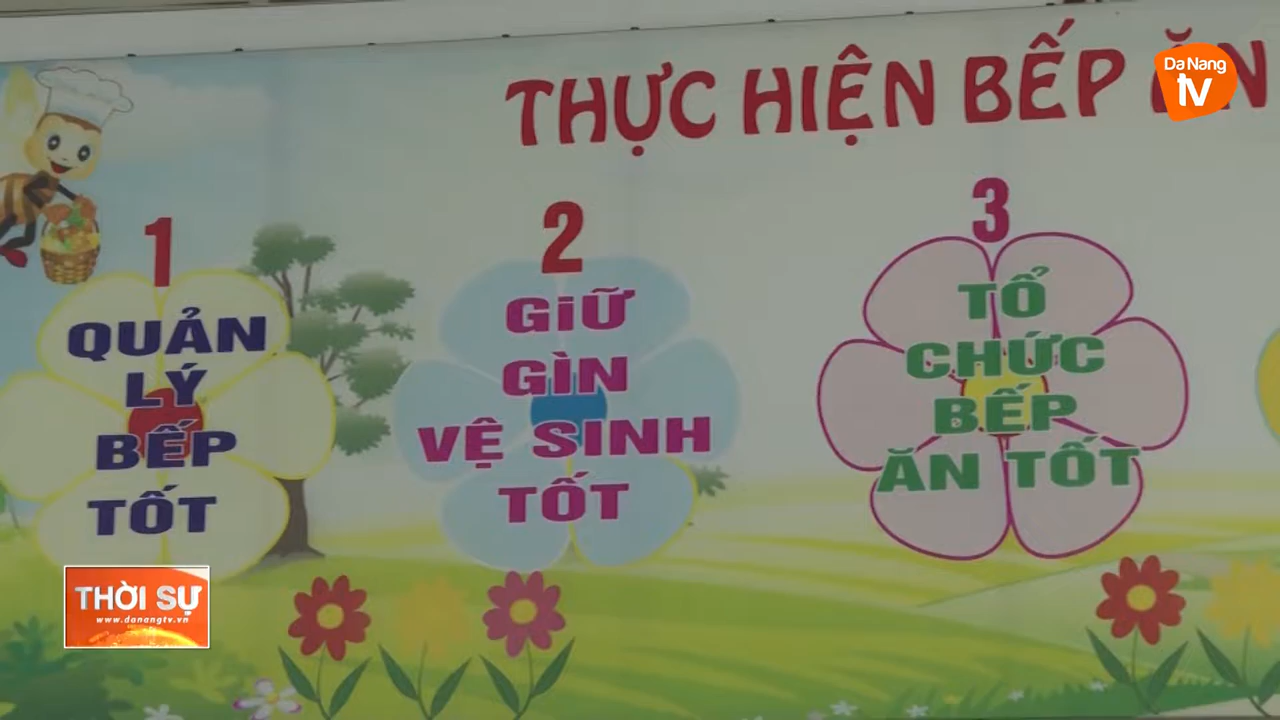 THỰC HIỆN BẾP ĂN
Da Nang
tv
1
QUẢN
LÝ
BẾP
TỐT
2
GiỮ
GÌN
VỆ SINH
TỐT
3
TỔ
CHỨC
BẾP
ĂN TỐT
THỜI SỰ
www.danangtv.vn